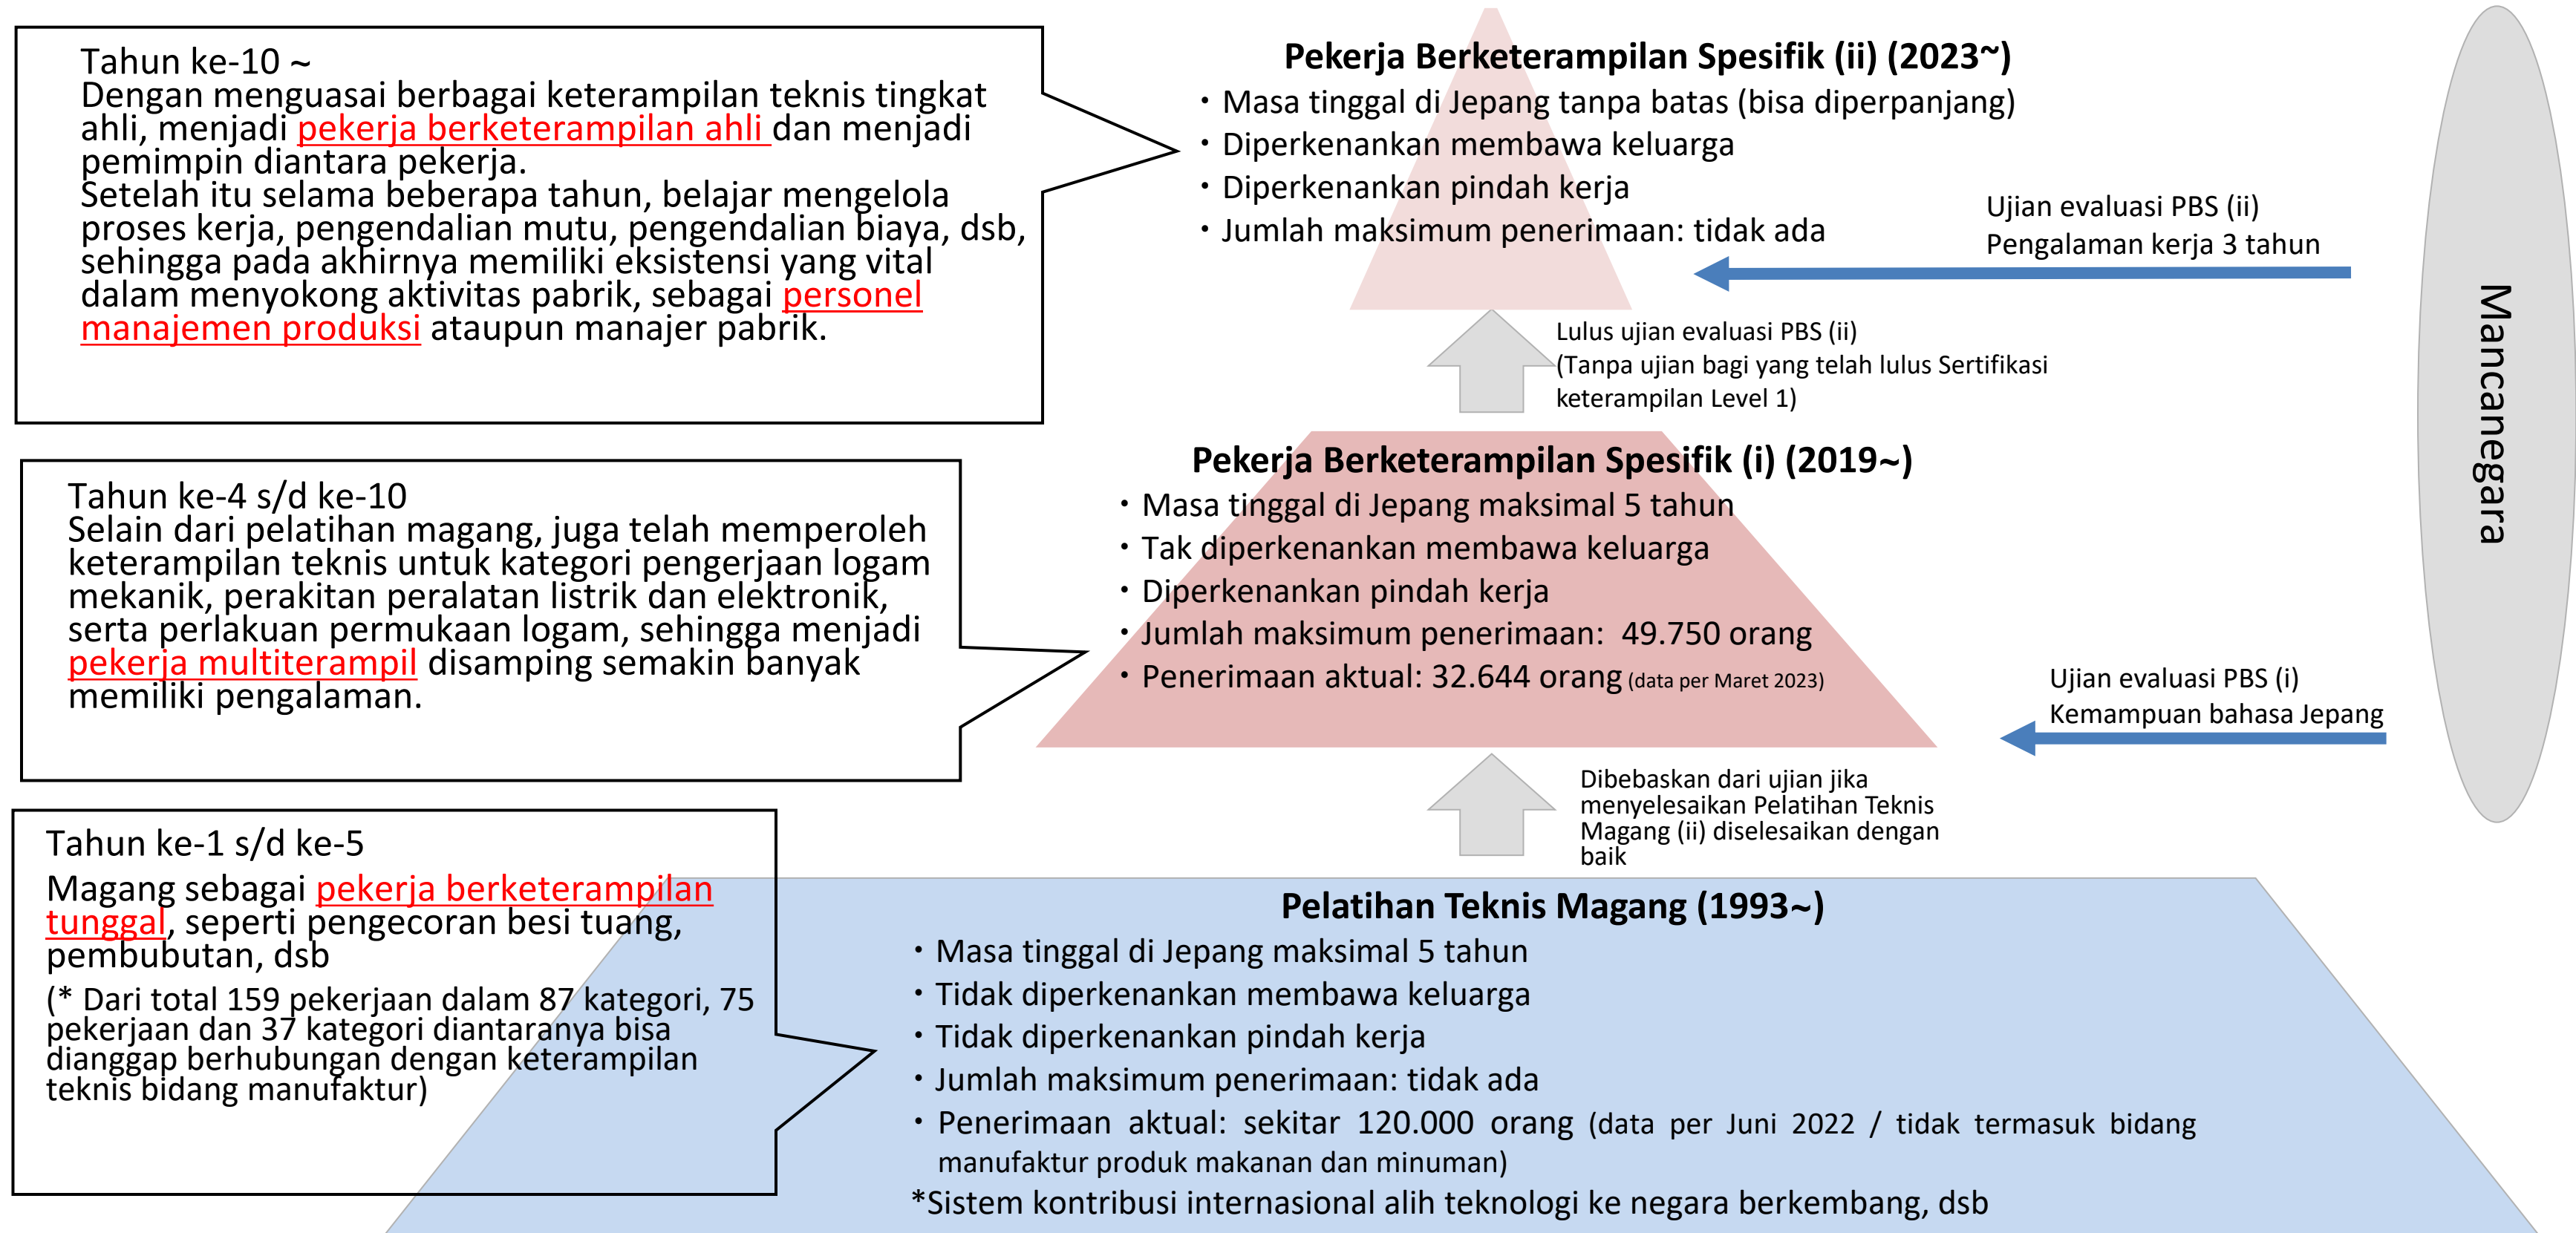 Tahun ke-10 ~
Dengan menguasai berbagai keterampilan teknis tingkat
ahli, menjadi pekerja berketerampilan ahli dan menjadi
pemimpin diantara pekerja.
Setelah itu selama beberapa tahun, belajar mengelola
proses kerja, pengendalian mutu, pengendalian biaya, dsb,
sehingga pada akhirnya memiliki eksistensi yang vital
dalam menyokong aktivitas pabrik, sebagai personel
manajemen produksi ataupun manajer pabrik.
Pekerja Berketerampilan Spesifik (ii) (2023~)
・Masa tinggal di Jepang tanpa batas (bisa diperpanjang)
・Diperkenankan membawa keluarga
・Diperkenankan pindah kerja
・Jumlah maksimum penerimaan: tidak ada
Ujian evaluasi PBS (ii)
Pengalaman kerja 3 tahun
Mancanegara
Lulus ujian evaluasi PBS (ii)
(Tanpa ujian bagi yang telah lulus Sertifikasi
keterampilan Level 1)
Tahun ke-4 s/d ke-10
Selain dari pelatihan magang, juga telah memperoleh
keterampilan teknis untuk kategori pengerjaan logam
mekanik, perakitan peralatan listrik dan elektronik,
serta perlakuan permukaan logam, sehingga menjadi
pekerja multiterampil disamping semakin banyak
memiliki pengalaman.
Pekerja Berketerampilan Spesifik (i) (2019~)
・Masa tinggal di Jepang maksimal 5 tahun
・Tak diperkenankan membawa keluarga
・Diperkenankan pindah kerja
・Jumlah maksimum penerimaan: 49.750 orang
・Penerimaan aktual: 32.644 orang (data per Maret 2023)
Ujian evaluasi PBS (i)
Kemampuan bahasa Jepang
Dibebaskan dari ujian jika
menyelesaikan Pelatihan Teknis
Magang (ii) diselesaikan dengan
baik
Tahun ke-1 s/d ke-5
Magang sebagai pekerja berketerampilan
tunggal, seperti pengecoran besi tuang,
pembubutan, dsb
(* Dari total 159 pekerjaan dalam 87 kategori, 75
pekerjaan dan 37 kategori diantaranya bisa
dianggap berhubungan dengan keterampilan
teknis bidang manufaktur)
Pelatihan Teknis Magang (1993~)
・Masa tinggal di Jepang maksimal 5 tahun
・Tidak diperkenankan membawa keluarga
・Tidak diperkenankan pindah kerja
・Jumlah maksimum penerimaan: tidak ada
・Penerimaan aktual: sekitar 120.000 orang (data per Juni 2022 / tidak termasuk bidang
manufaktur produk makanan dan minuman)
*Sistem kontribusi internasional alih teknologi ke negara berkembang, dsb